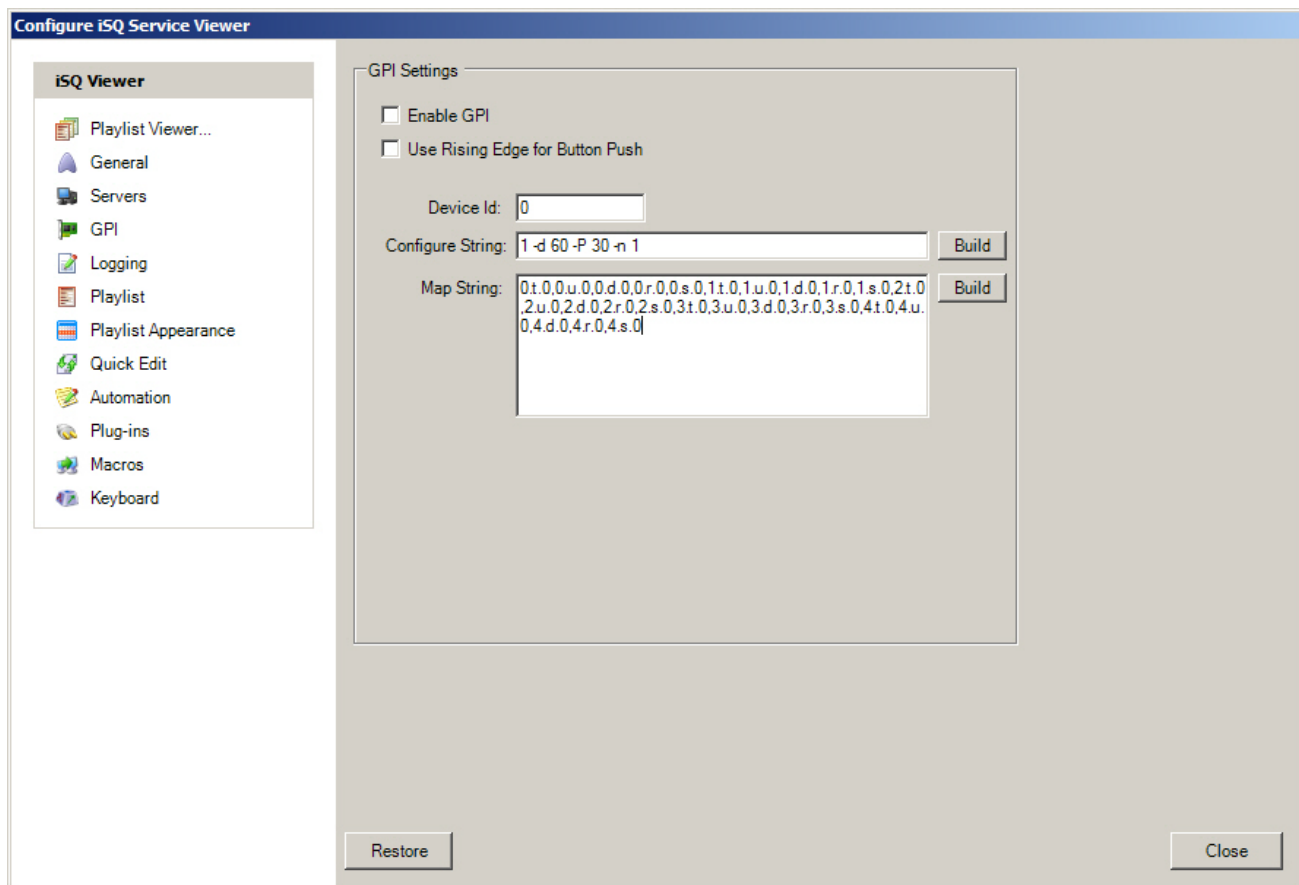 Configure iSQ Service Viewer
iSQ Viewer
Playlist Viewer...
General
Servers
GPI
Logging
Playlist
Playlist Appearance
Quick Edit
Automation
Plug-ins
Macros
Keyboard
GPI Settings
Enable GPI
Use Rising Edge for Button Push
Device Id: 0
Configure String: 1 -d 60 -P 30 -n 1 Build
Map String: 0.t.0,0.u.0,0.d.0,0.r.0,0.s.0,1.t.0,1.u.0,1.d.0,1.r.0,1.s.0,2.t.0 Build
,2.u.0,2.d.0,2.r.0,2.s.0,3.t.0,3.u.0,3.d.0,3.r.0,3.s.0,4.t.0,4.u.
0,4.d.0,4.r.0,4.s.0
Restore Close